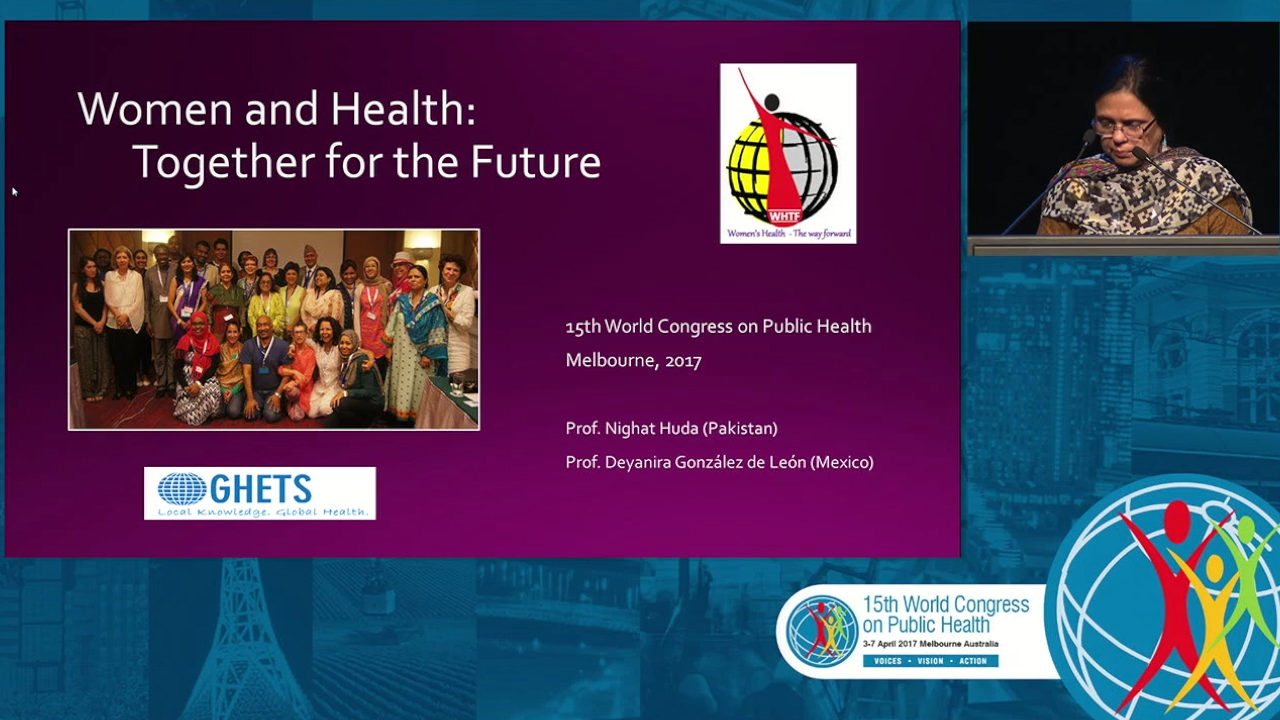 Women and Health:
Together for the Future
WHTF
Women's Health - The way forward
15th World Congress on Public Health
Melbourne, 2017
Prof. Nighat Huda (Pakistan)
Prof. Deyanira González de León (Mexico)
GHETS
Local Knowledge. Global Health.
15th World Congress
on Public Health
3-7 April 2017 Melbourne Australia
VOICES • VISION • ACTION